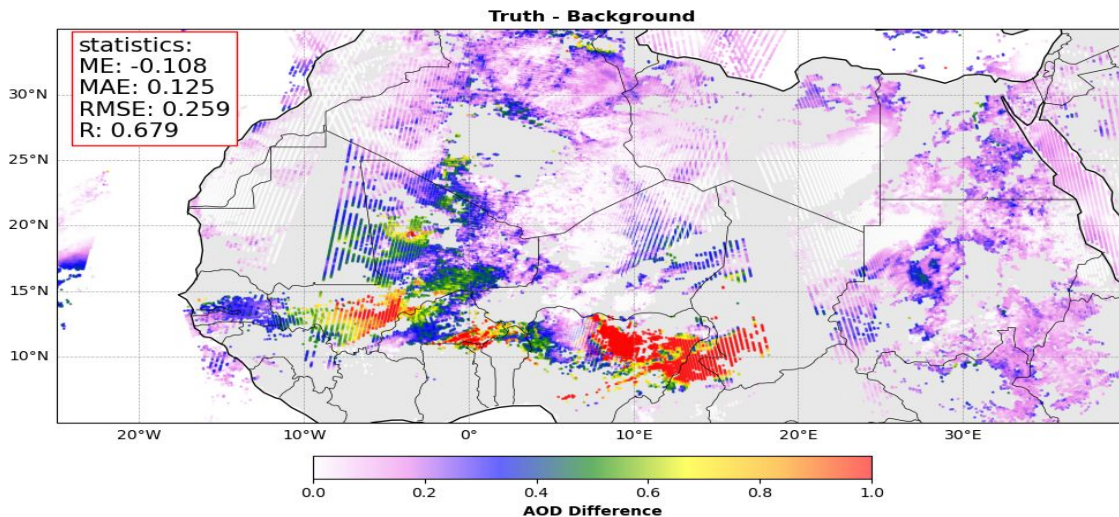 Truth - Background
statistics:
ME: -0.108
MAE: 0.125
RMSE: 0.259
R: 0.679
30°N
25°N
20°N
15°N
10°N
20°W 10°W 0° 10°E 20°E 30°E
0.0 0.2 0.4 0.6 0.8 1.0
AOD Difference